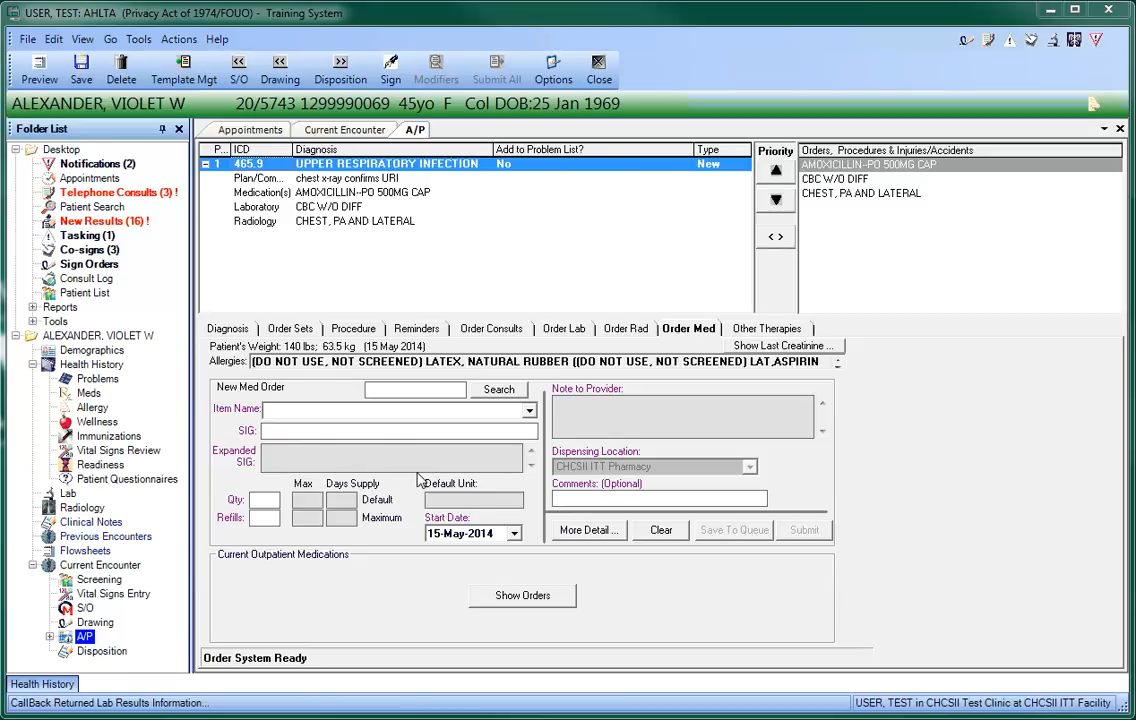 USER, TEST: AHLTA (Privacy Act of 1974/FOUO) - Training System
File Edit View Go Tools Actions Help
Preview Save Delete Template Mgt S/O Drawing Disposition Sign Modifiers Submit All Options Close
ALEXANDER, VIOLET W 20/5743 1299990069 45yo F Col DOB:25 Jan 1969
Folder List
Desktop
Notifications (2)
Appointments
Telephone Consults (3) !
Patient Search
New Results (16) !
Tasking (1)
Co-signs (3)
Sign Orders
Consult Log
Patient List
Reports
Tools
ALEXANDER, VIOLET W
Demographics
Health History
Problems
Meds
Allergy
Wellness
Immunizations
Vital Signs Review
Readiness
Patient Questionnaires
Lab
Radiology
Clinical Notes
Previous Encounters
Flowsheets
Current Encounter
Screening
Vital Signs Entry
S/O
Drawing
A/P
Disposition
Health History
Appointments Current Encounter A/P
P... ICD Diagnosis Add to Problem List? Type
1 465.9 UPPER RESPIRATORY INFECTION No New
Plan/Com... chest x-ray confirms URI
Medication(s) AMOXICILLIN--PO 500MG CAP
Laboratory CBC W/O DIFF
Radiology CHEST, PA AND LATERAL
Priority
< >
Orders, Procedures & Injuries/Accidents
AMOXICILLIN--PO 500MG CAP
CBC W/O DIFF
CHEST, PA AND LATERAL
Diagnosis Order Sets Procedure Reminders Order Consults Order Lab Order Rad Order Med Other Therapies
Patient's Weight: 140 lbs; 63.5 kg (15 May 2014) Show Last Creatinine ...
Allergies: (DO NOT USE, NOT SCREENED) LATEX, NATURAL RUBBER ((DO NOT USE, NOT SCREENED) LAT,ASPIRIN
New Med Order Search
Item Name:
SIG:
Expanded SIG:
Max Days Supply Default Unit:
Qty: Default
Refills: Maximum Start Date:
15-May-2014
Note to Provider:
Dispensing Location:
CHCSII ITT Pharmacy
Comments: (Optional)
More Detail ... Clear Save To Queue Submit
Current Outpatient Medications
Show Orders
Order System Ready
CallBack Returned Lab Results Information... USER, TEST in CHCSII Test Clinic at CHCSII ITT Facility